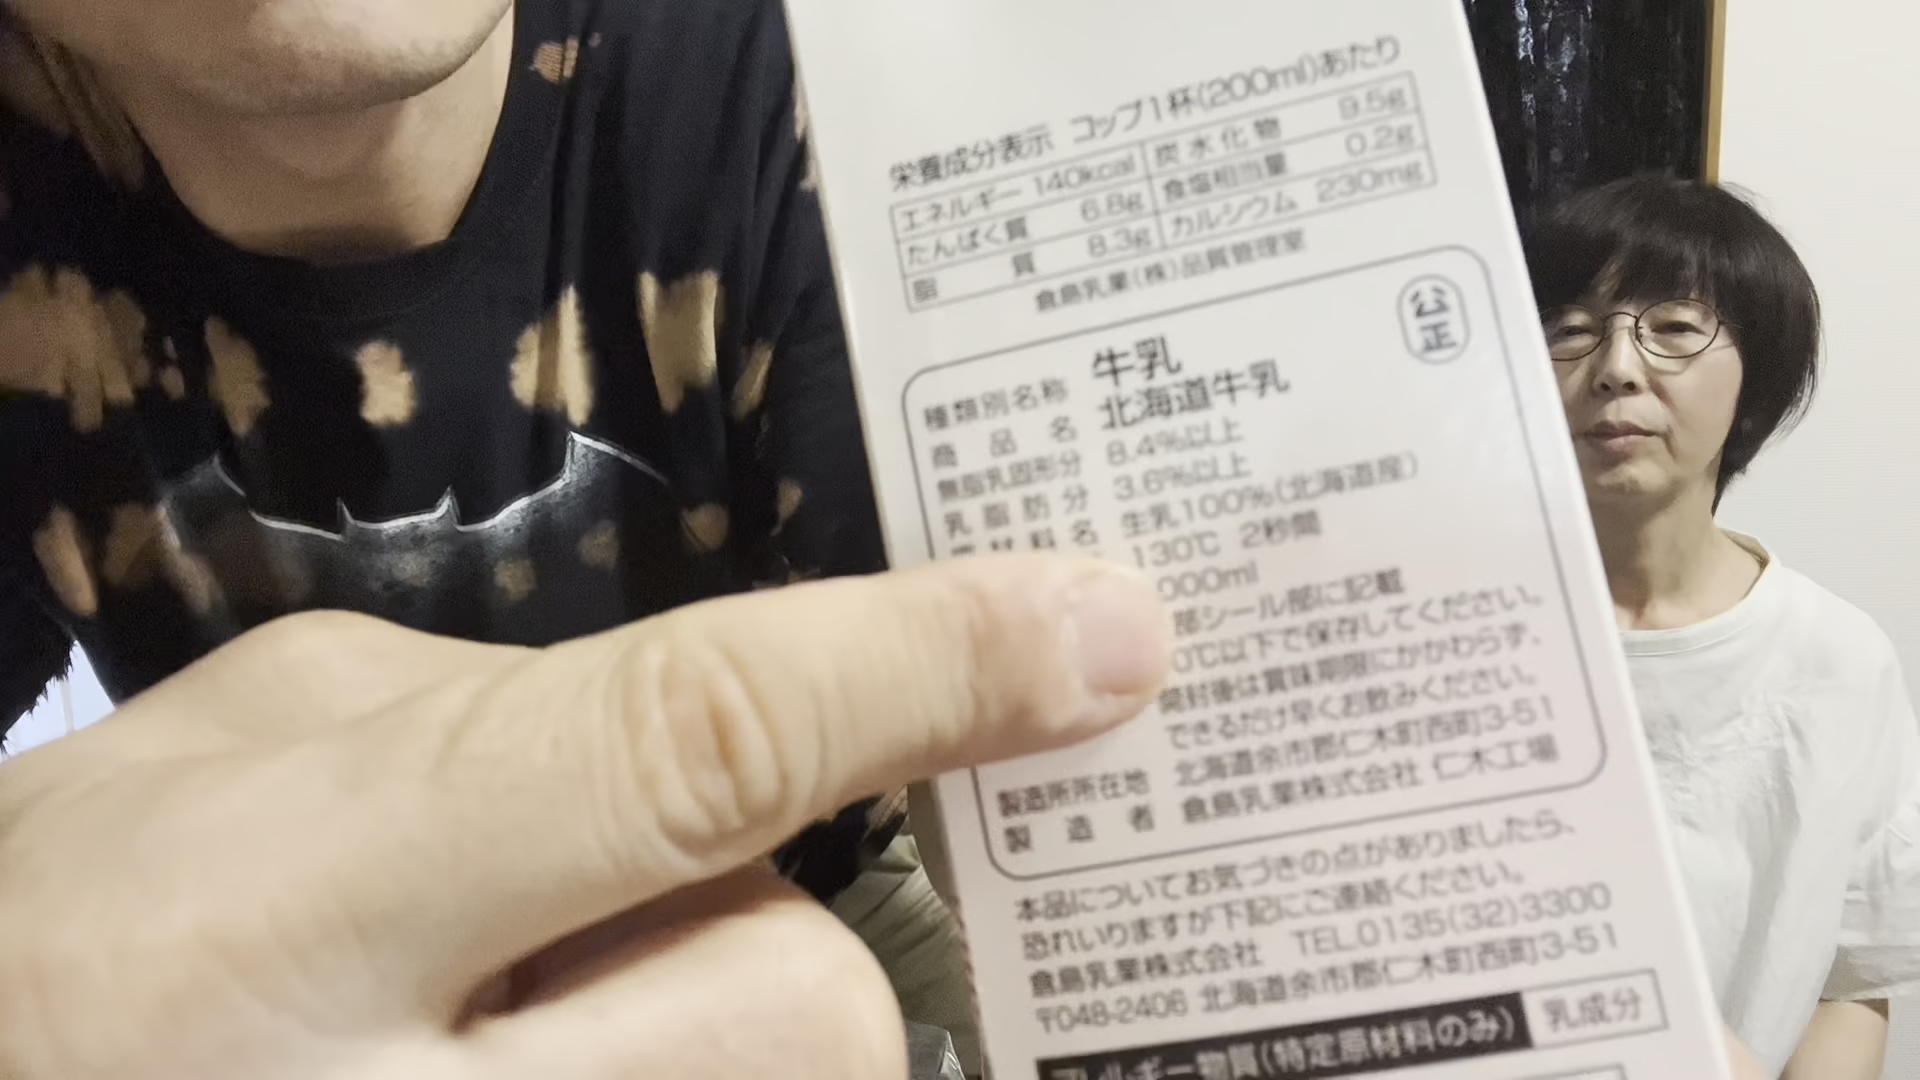 栄養成分表示 コップ1杯(200ml)あたり
エネルギー 140kcal 炭水化物 9.5g
たんぱく質 6.8g 食塩相当量 0.2g
脂質 8.3g カルシウム 230mg
倉島乳業(株)品質管理室
公正
種類別名称 牛乳
商品名 北海道牛乳
無脂乳固形分 8.4%以上
乳脂肪分 3.6%以上
原材料名 生乳100%(北海道産)
130℃ 2秒間
000ml
部シール部に記載
0℃以下で保存してください。
開封後は賞味期限にかかわらず、
できるだけ早くお飲みください。
製造所所在地 北海道余市郡仁木町西町3-51
製造者 倉島乳業株式会社 仁木工場
本品についてお気づきの点がありましたら、
恐れいりますが下記にご連絡ください。
倉島乳業株式会社 TEL.0135(32)3300
〒048-2406 北海道余市郡仁木町西町3-51
アレルギー物質(特定原材料のみ) 乳成分